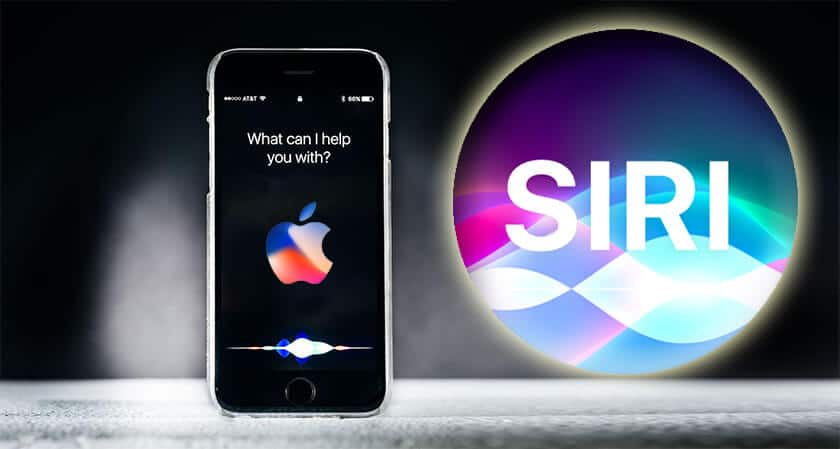 ●●○○○ AT&T 66%
What can I help
you with?
SIRI